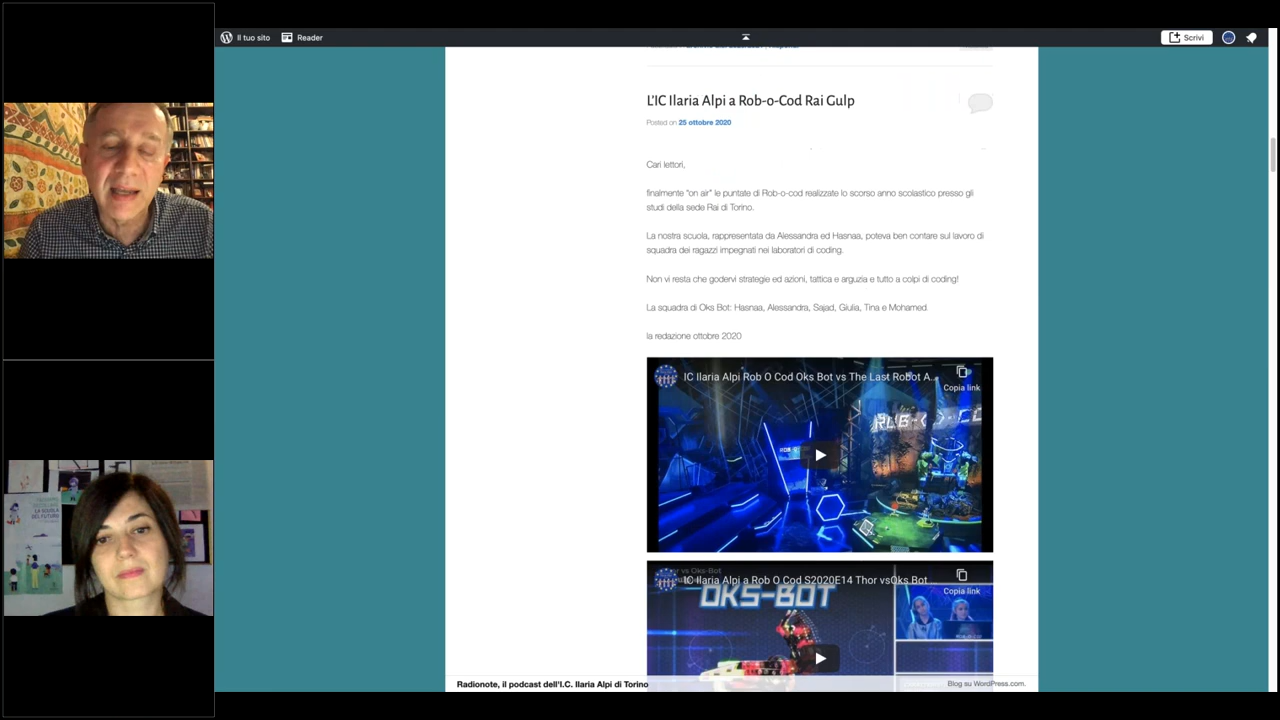 Il tuo sito
Reader
Scrivi
L'IC Ilaria Alpi a Rob-o-Cod Rai Gulp
Posted on 25 ottobre 2020
Cari lettori,
finalmente "on air" le puntate di Rob-o-cod realizzate lo scorso anno scolastico presso gli
studi della sede Rai di Torino.
La nostra scuola, rappresentata da Alessandra ed Hasnaa, poteva ben contare sul lavoro di
squadra dei ragazzi impegnati nei laboratori di coding.
Non vi resta che godervi strategie ed azioni, tattica e arguzia e tutto a colpi di coding!
La squadra di Oks Bot: Hasnaa, Alessandra, Sajad, Giulia, Tina e Mohamed
la redazione ottobre 2020
IC Ilaria Alpi Rob O Cod Oks Bot vs The Last Robot A...
Copia link
ROB-O-CO
IC Ilaria Alpi a Rob O Cod S2020E14 Thor vsOks Bot
Copia link
OKS-BOT
LA SCUOLA
DEL FUTURO
Radionote, il podcast dell'I.C. Ilaria Alpi di Torino
Blog su WordPress.com.